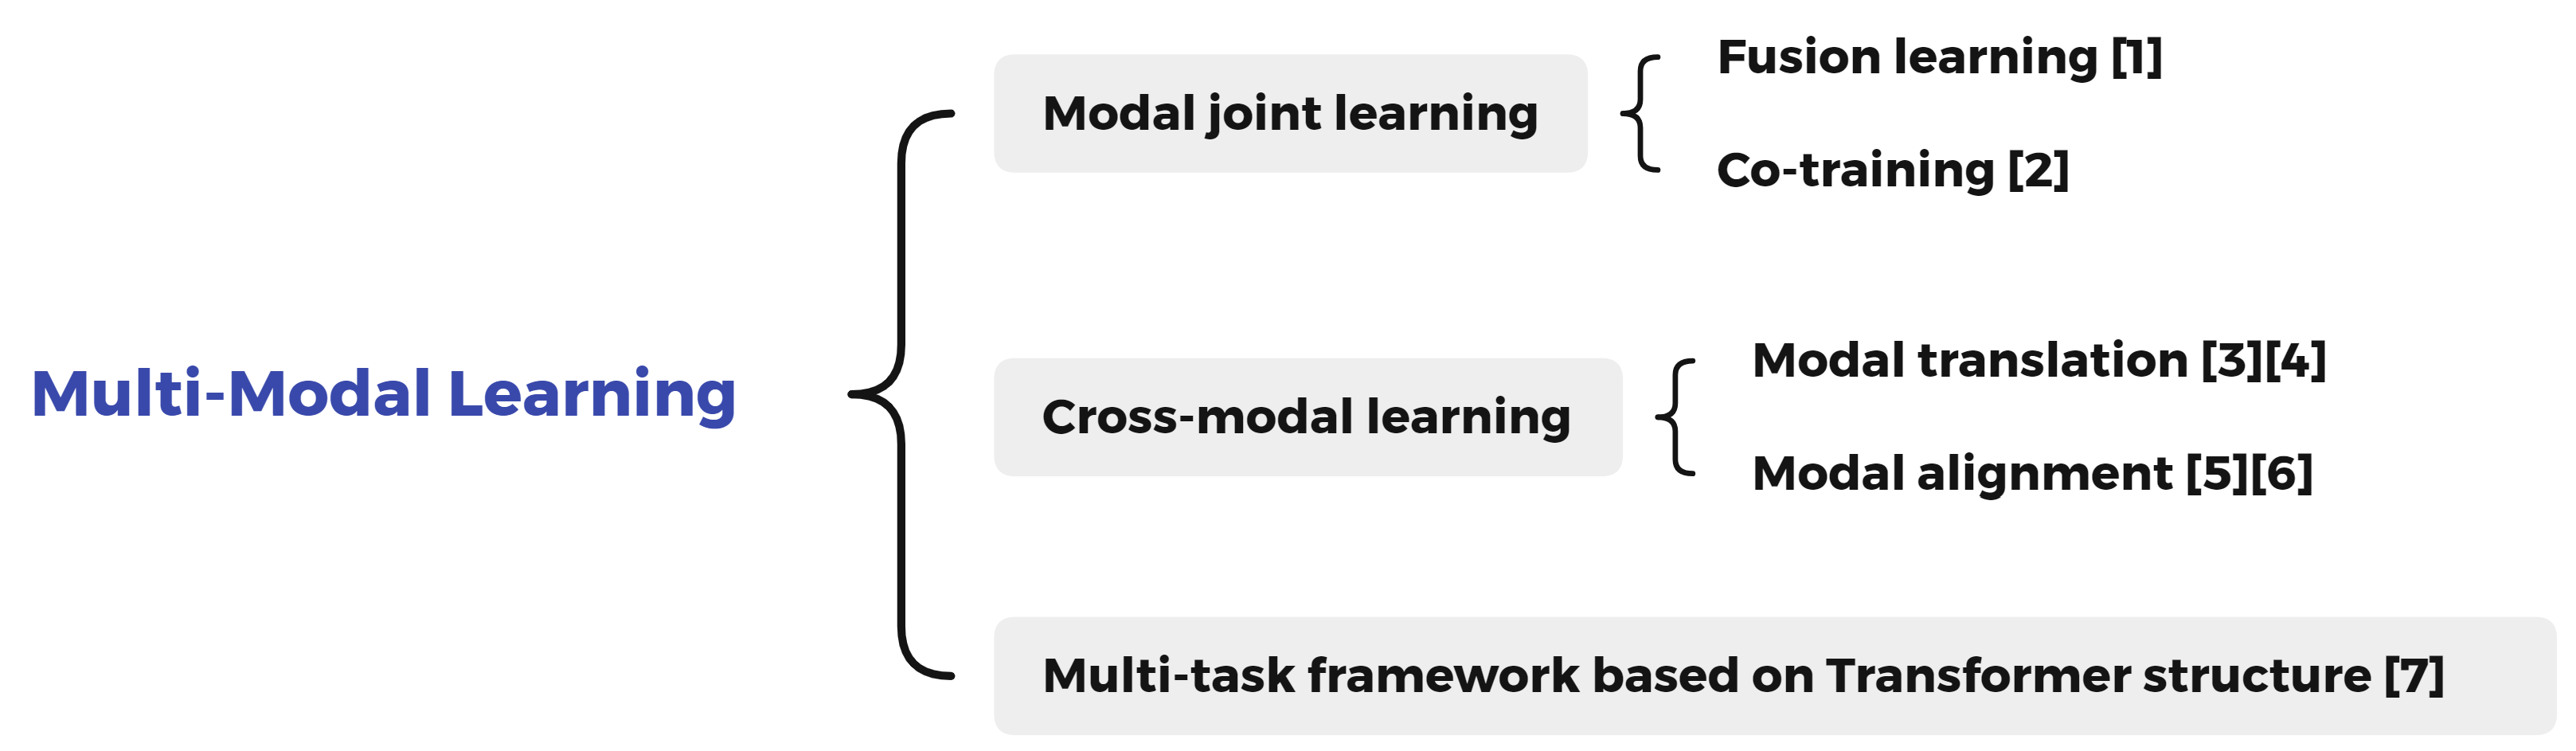 Multi-Modal Learning
Modal joint learning
Fusion learning [1]
Co-training [2]
Cross-modal learning
Modal translation [3][4]
Modal alignment [5][6]
Multi-task framework based on Transformer structure [7]